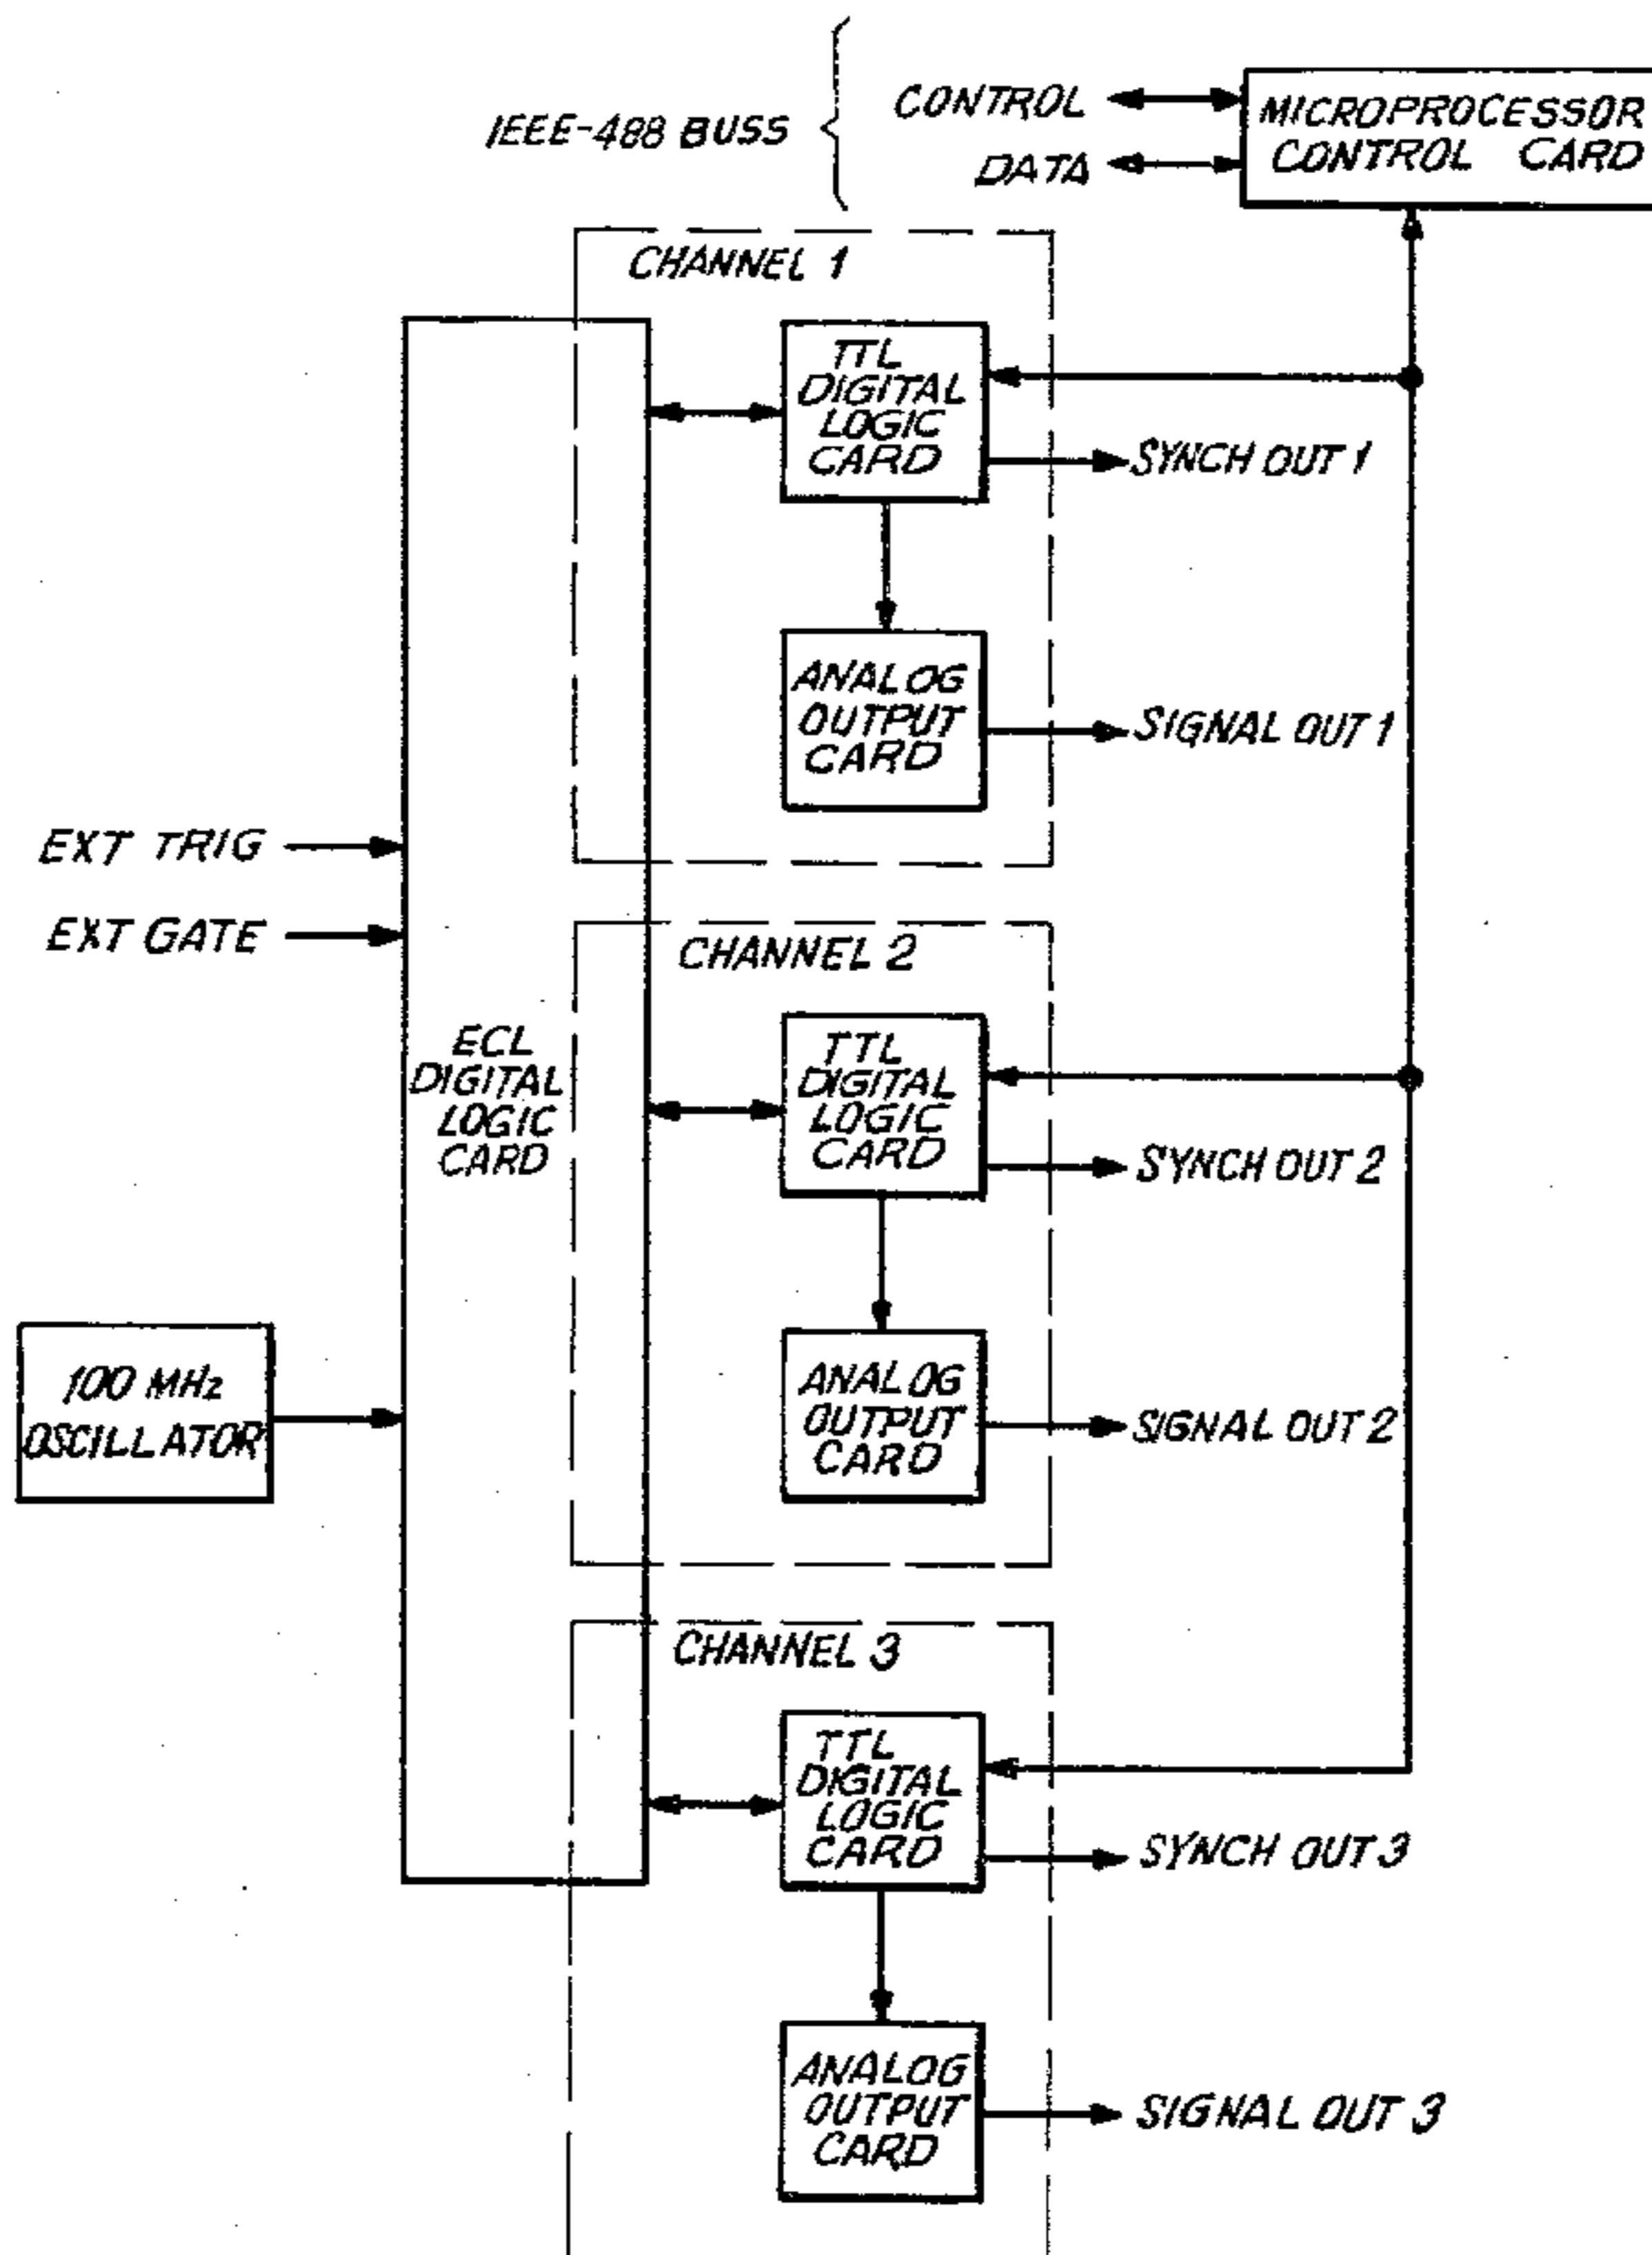 IEEE-488 BUSS
CONTROL
DATA
MICROPROCESSOR
CONTROL CARD
CHANNEL 1
TTL
DIGITAL
LOGIC
CARD
SYNCH OUT 1
ANALOG
OUTPUT
CARD
SIGNAL OUT 1
EXT TRIG
EXT GATE
ECL
DIGITAL
LOGIC
CARD
CHANNEL 2
TTL
DIGITAL
LOGIC
CARD
SYNCH OUT 2
100 MHz
OSCILLATOR
ANALOG
OUTPUT
CARD
SIGNAL OUT 2
CHANNEL 3
TTL
DIGITAL
LOGIC
CARD
SYNCH OUT 3
ANALOG
OUTPUT
CARD
SIGNAL OUT 3